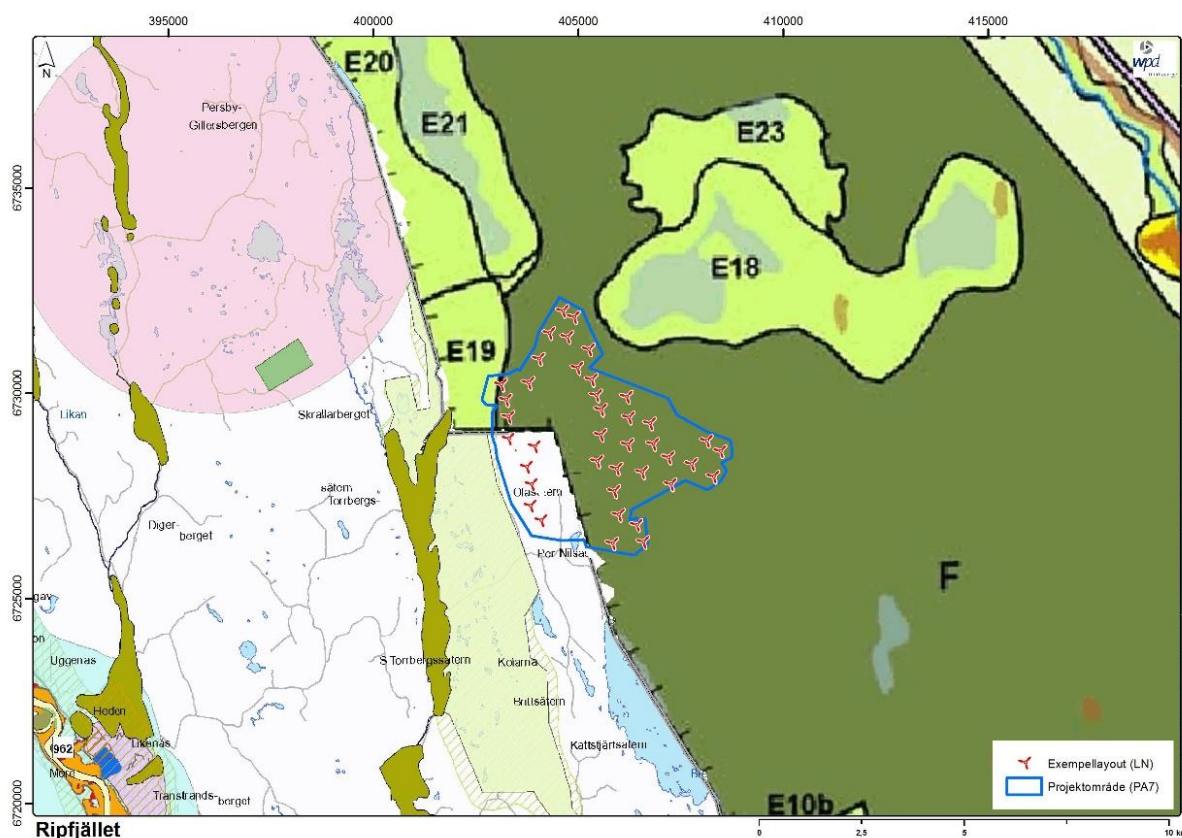 395000 400000 405000 410000 415000
wpd
E20
Persby-
Gillersbergen
E21
E23
6735000
E18
E19
6730000
Likan
Skrallarberget
sätern
Torrbergs-
Diger-
berget
F
6725000
Uggenäs
S Torrbergssätern
Kolarna
Brittsätern
Höden
Likenäs
962
Kattstjärtsätern
Transtrands-
berget
E10b
6720000
Exempellayout (LN)
Projektområde (PA7)
Ripfjället
0 2,5 5 10